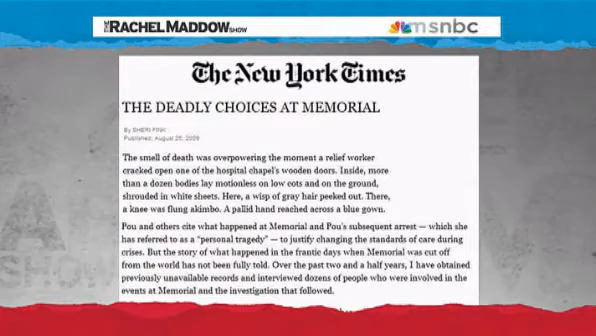 THE RACHEL MADDOW SHOW
msnbc
The New York Times
THE DEADLY CHOICES AT MEMORIAL
By SHERI FINK
Published: August 25, 2009
The smell of death was overpowering the moment a relief worker
cracked open one of the hospital chapel's wooden doors. Inside, more
than a dozen bodies lay motionless on low cots and on the ground,
shrouded in white sheets. Here, a wisp of gray hair peeked out. There,
a knee was flung akimbo. A pallid hand reached across a blue gown.
Pou and others cite what happened at Memorial and Pou's subsequent arrest — which she
has referred to as a "personal tragedy" — to justify changing the standards of care during
crises. But the story of what happened in the frantic days when Memorial was cut off
from the world has not been fully told. Over the past two and a half years, I have obtained
previously unavailable records and interviewed dozens of people who were involved in the
events at Memorial and the investigation that followed.